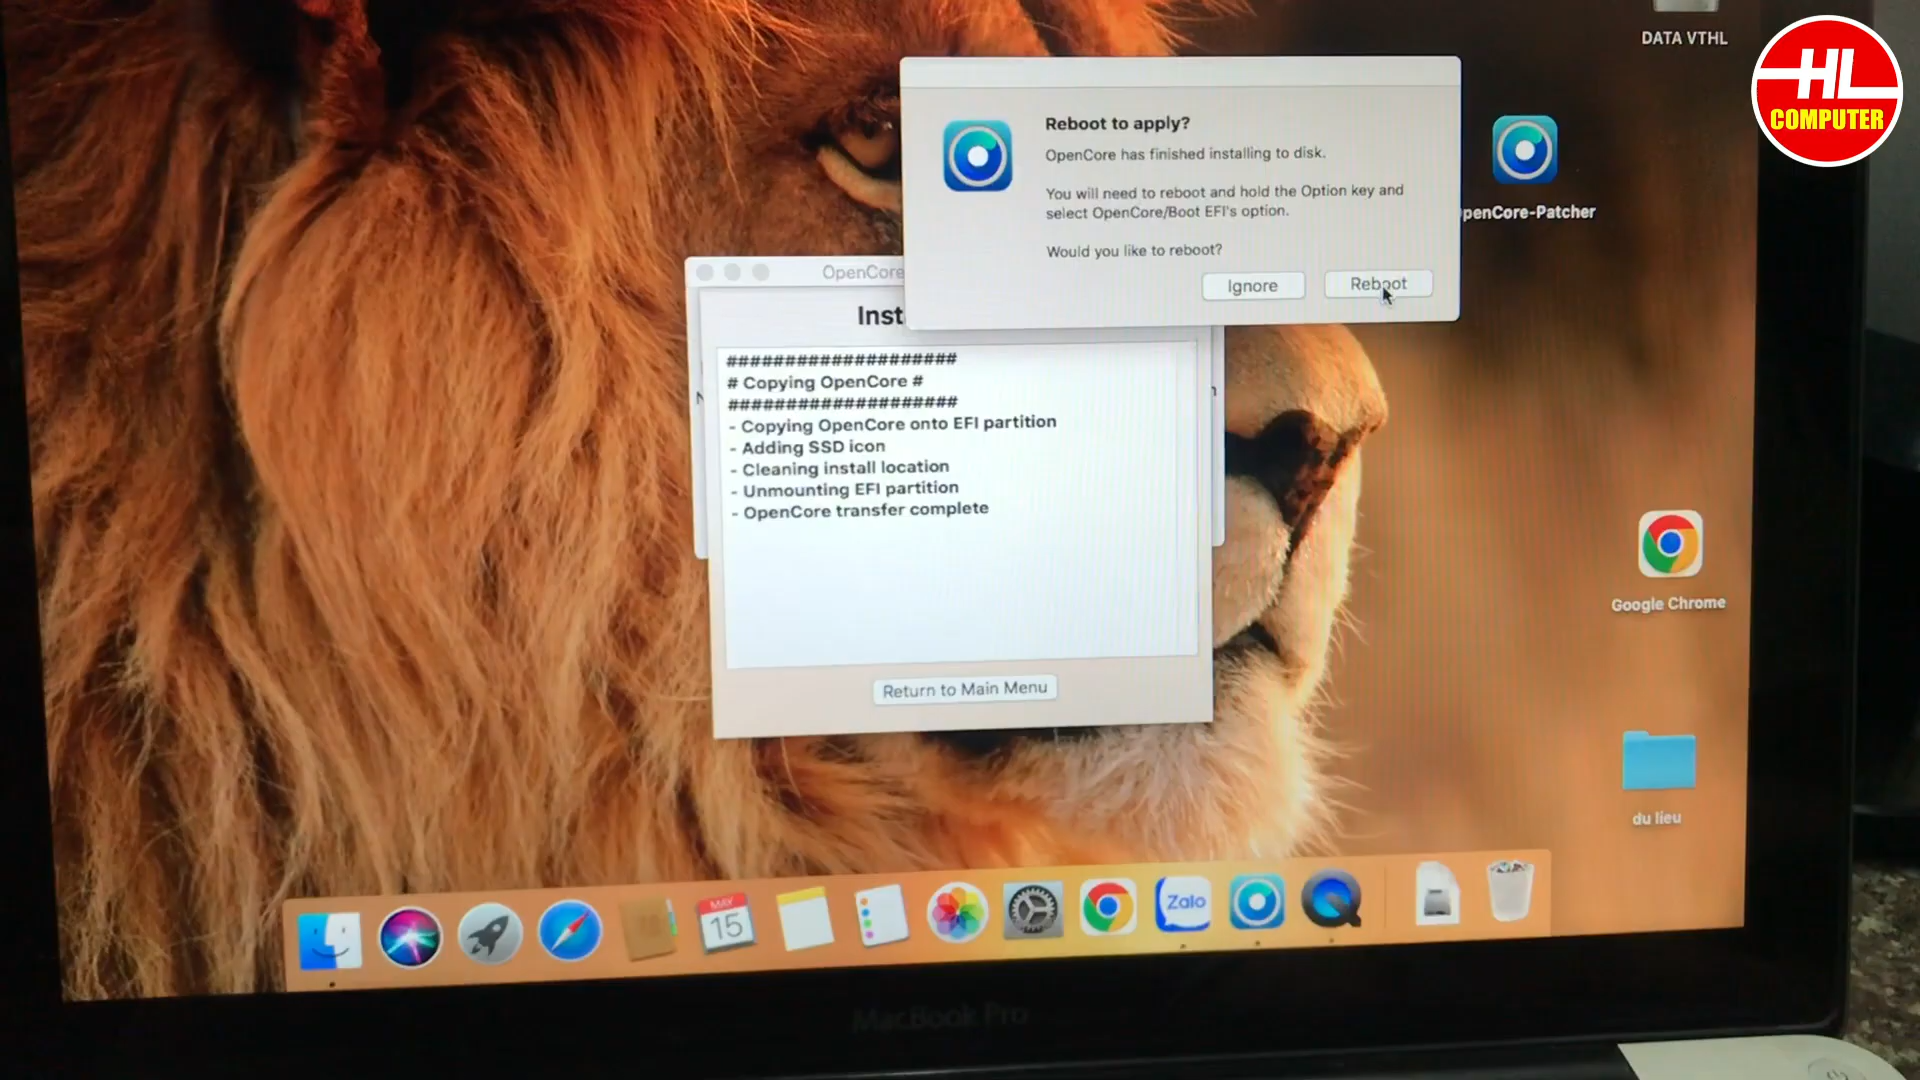 DATA VTHL
HL
COMPUTER
Reboot to apply?
OpenCore has finished installing to disk.
You will need to reboot and hold the Option key and
select OpenCore/Boot EFI's option.
Would you like to reboot?
Ignore
Reboot
penCore-Patcher
OpenCore
Inst
####################
# Copying OpenCore #
####################
- Copying OpenCore onto EFI partition
- Adding SSD icon
- Cleaning install location
- Unmounting EFI partition
- OpenCore transfer complete
Return to Main Menu
Google Chrome
du lieu
MAY
15
Zalo
MacBook Pro